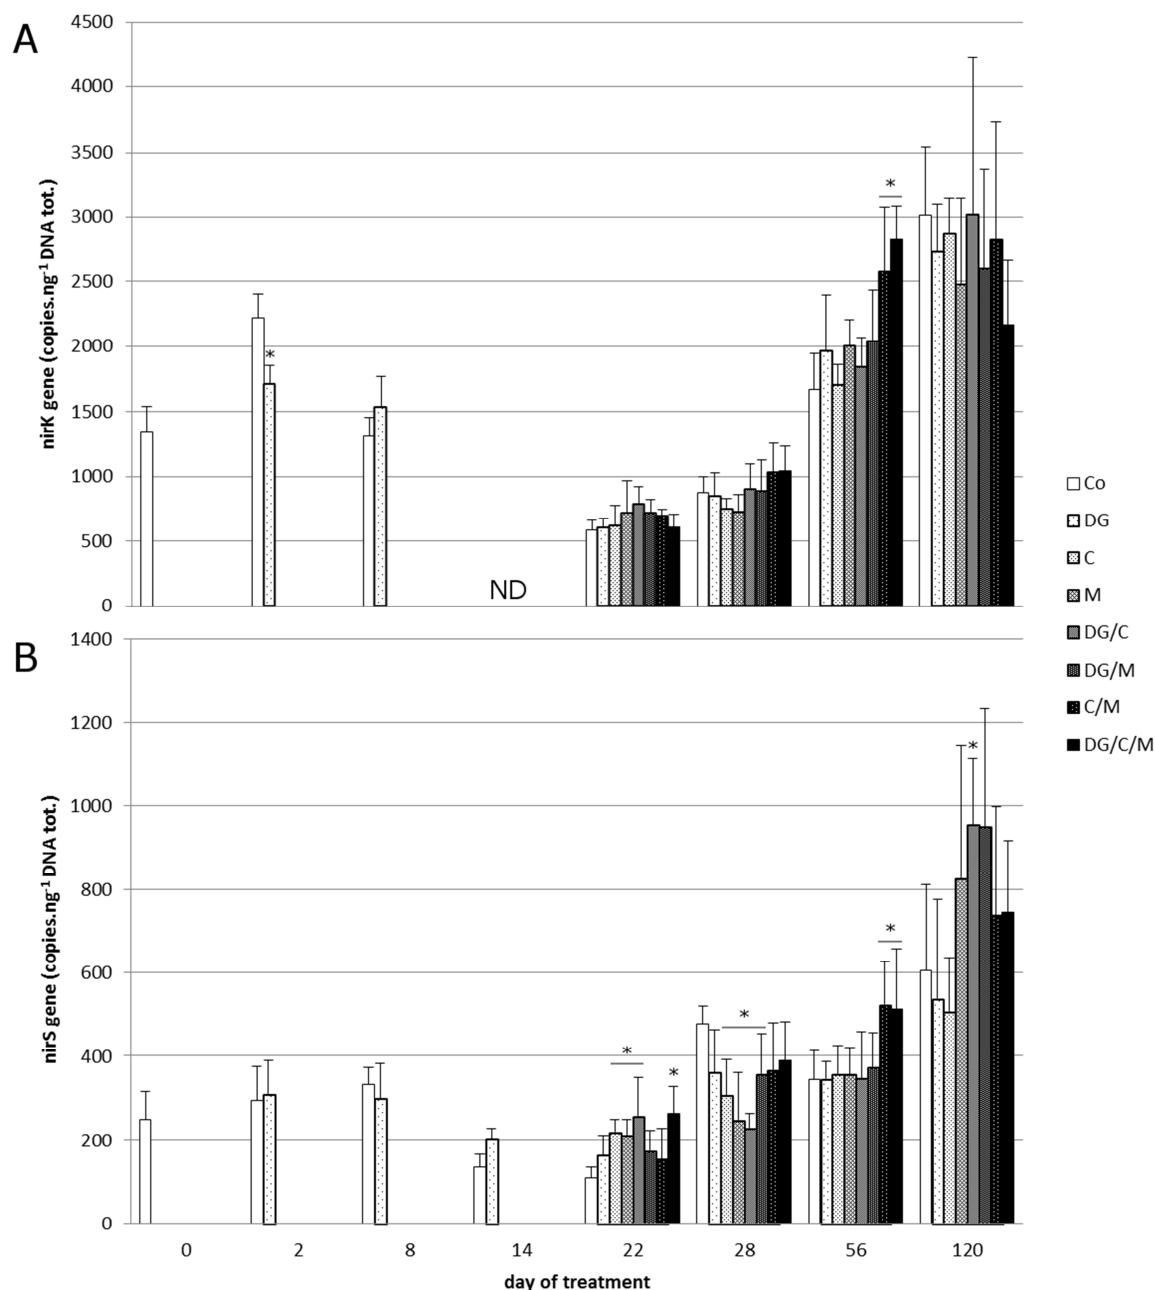 A
nirK gene (copies.ng-1 DNA tot.)
4500
4000
3500
3000
2500
2000
1500
1000
500
0
*
*
ND
B
nirS gene (copies.ng-1 DNA tot.)
1400
1200
1000
800
600
400
200
0
*
*
*
*
*
0 2 8 14 22 28 56 120
day of treatment
Co
DG
C
M
DG/C
DG/M
C/M
DG/C/M